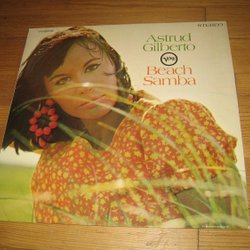 STEREO
Astrud
Gilberto
Verve
Beach
Samba